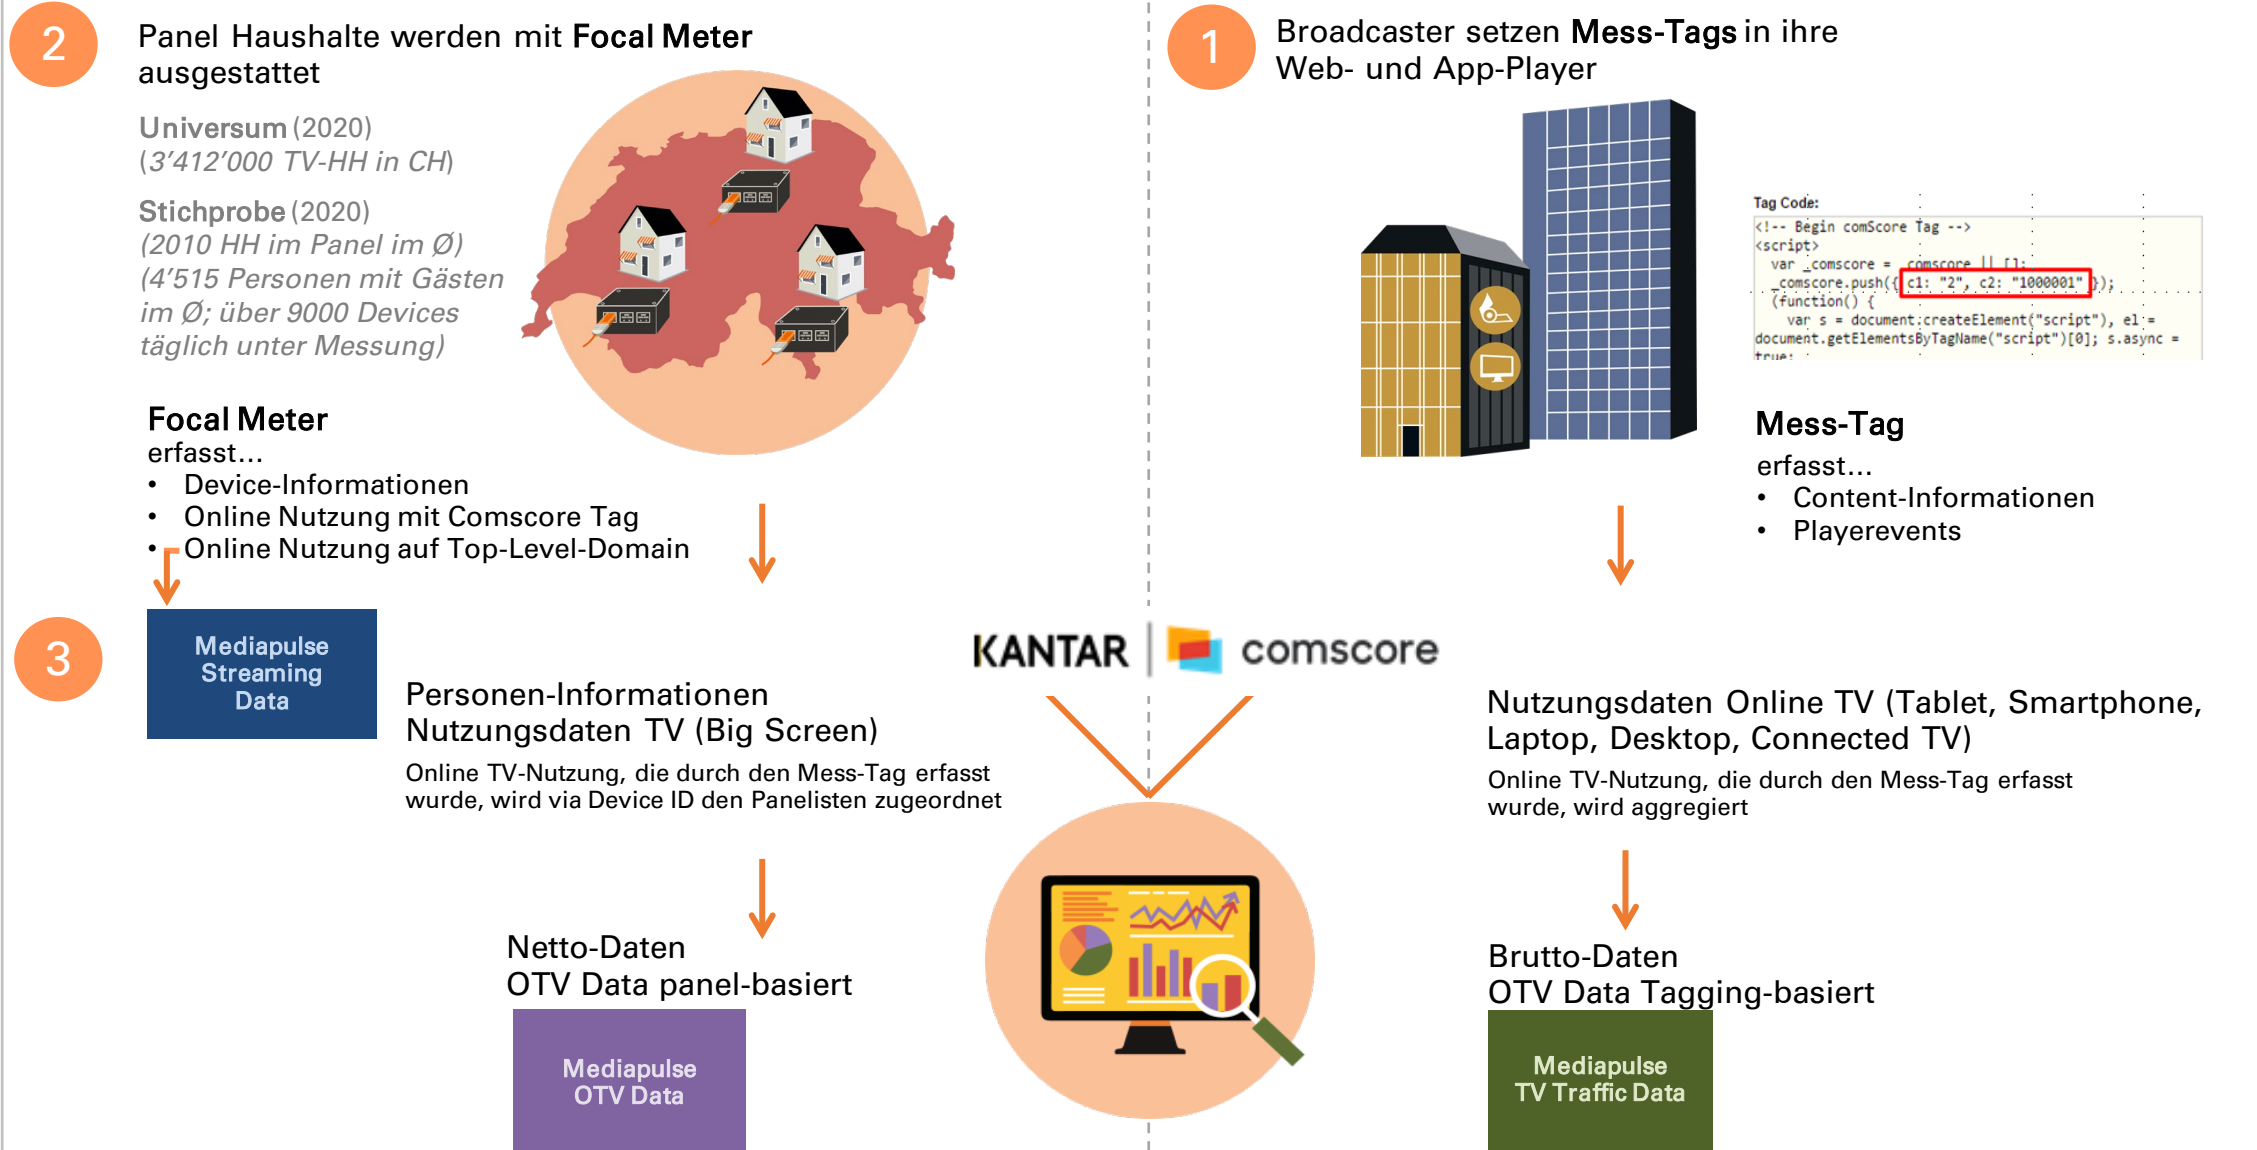 2
Panel Haushalte werden mit Focal Meter
ausgestattet
Universum (2020)
(3’412’000 TV-HH in CH)
Stichprobe (2020)
(2010 HH im Panel im Ø)
(4’515 Personen mit Gästen
im Ø; über 9000 Devices
täglich unter Messung)
Focal Meter
erfasst…
• Device-Informationen
• Online Nutzung mit Comscore Tag
• Online Nutzung auf Top-Level-Domain
1
Broadcaster setzen Mess-Tags in ihre
Web- und App-Player
Tag Code:
<!-- Begin comScore Tag -->
<script>
var _comscore = _comscore || [];
_comscore.push({ c1: "2", c2: "1000001" });
(function() {
var s = document.createElement("script"), el =
document.getElementsByTagName("script")[0]; s.async =
true;
Mess-Tag
erfasst…
• Content-Informationen
• Playerevents
3
Mediapulse
Streaming
Data
KANTAR | comscore
Personen-Informationen
Nutzungsdaten TV (Big Screen)
Online TV-Nutzung, die durch den Mess-Tag erfasst
wurde, wird via Device ID den Panelisten zugeordnet
Nutzungsdaten Online TV (Tablet, Smartphone,
Laptop, Desktop, Connected TV)
Online TV-Nutzung, die durch den Mess-Tag erfasst
wurde, wird aggregiert
Netto-Daten
OTV Data panel-basiert
Mediapulse
OTV Data
Brutto-Daten
OTV Data Tagging-basiert
Mediapulse
TV Traffic Data